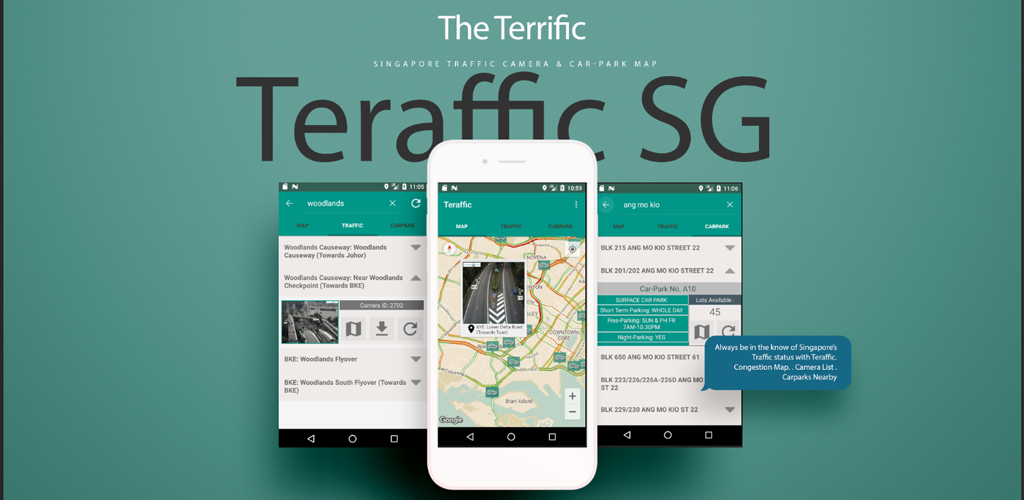 The Terrific
SINGAPORE TRAFFIC CAMERA & CAR-PARK MAP
Teraffic SG
11:05
woodlands
MAP TRAFFIC CARPARK
Woodlands Causeway: Woodlands
Causeway (Towards Johor)
Woodlands Causeway: Near Woodlands
Checkpoint (Towards BKE)
Camera ID: 2702
BKE: Woodlands Flyover
BKE: Woodlands South Flyover (Towards
BKE)
10:59
Teraffic
MAP TRAFFIC CARPARK
NOVENA
AYE: Lower Delta Road
(Towards Tuas)
DOWNTOWN
CORE
Brani Island
Google
11:06
ang mo kio
MAP TRAFFIC CARPARK
BLK 215 ANG MO KIO STREET 22
BLK 201/202 ANG MO KIO STREET 22
Car-Park No: A10
SURFACE CAR PARK
Short Term Parking: WHOLE DAY
Free-Parking: SUN & PH FR
7AM-10.30PM
Night-Parking: YES
Lots Available :
45
BLK 650 ANG MO KIO STREET 61
BLK 223/226/226A-226D ANG MO
ST 22
BLK 229/230 ANG MO KIO ST 22
Always be in the know of Singapore's
Traffic status with Teraffic.
Congestion Map. . Camera List .
Carparks Nearby